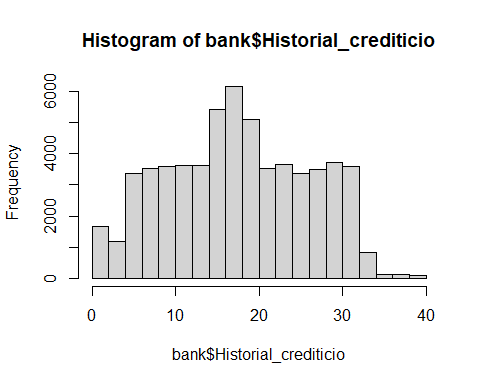 Histogram of bank$Historial_crediticio
Frequency
6000
4000
2000
0
0 10 20 30 40
bank$Historial_crediticio